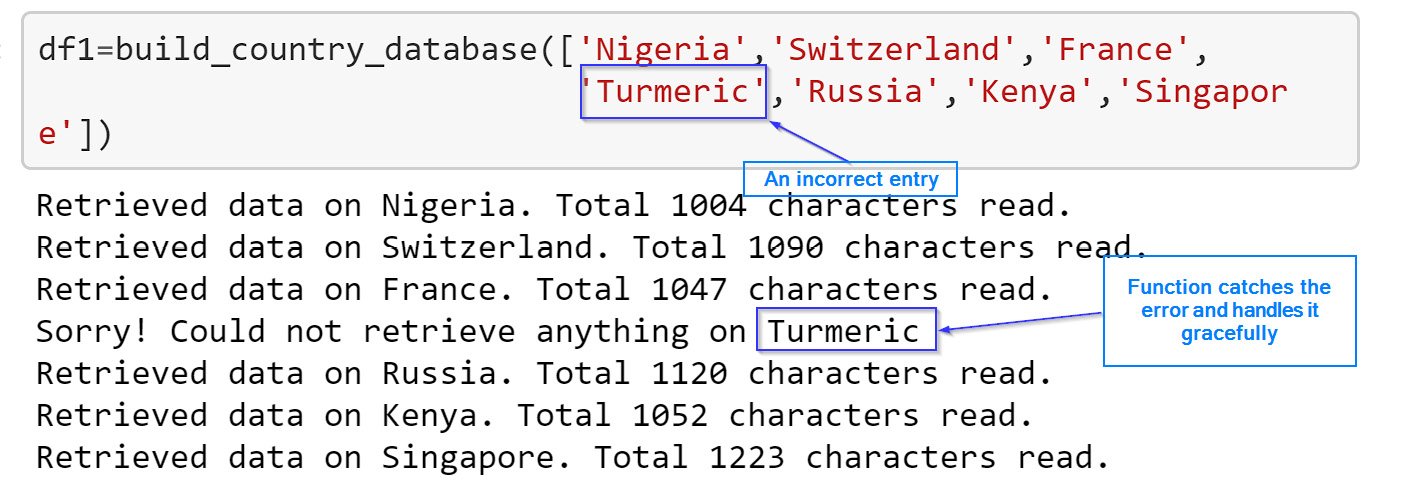 df1=build_country_database(['Nigeria','Switzerland','France',
'Turmeric','Russia','Kenya','Singapor
e'])
An incorrect entry
Retrieved data on Nigeria. Total 1004 characters read.
Retrieved data on Switzerland. Total 1090 characters read.
Retrieved data on France. Total 1047 characters read.
Function catches the
error and handles it
gracefully
Sorry! Could not retrieve anything on Turmeric
Retrieved data on Russia. Total 1120 characters read.
Retrieved data on Kenya. Total 1052 characters read.
Retrieved data on Singapore. Total 1223 characters read.